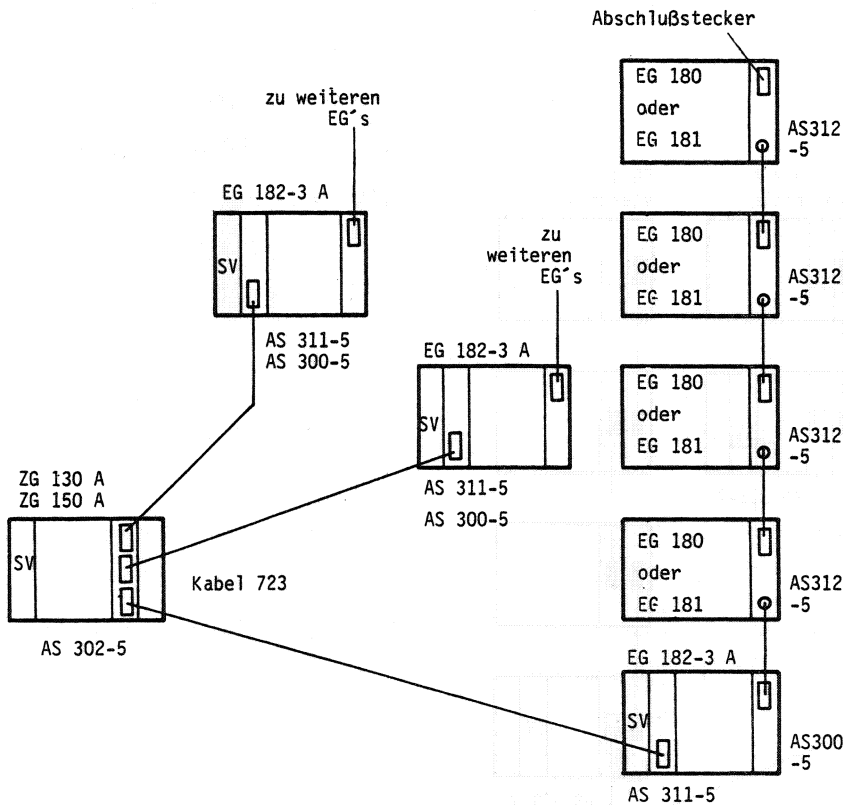 Abschlußstecker
EG 180
oder
EG 181
AS312
-5
zu weiteren
EG´s
EG 182-3 A
SV
AS 311-5
AS 300-5
EG 180
oder
EG 181
AS312
-5
zu
weiteren
EG´s
EG 182-3 A
SV
AS 311-5
AS 300-5
EG 180
oder
EG 181
AS312
-5
ZG 130 A
ZG 150 A
SV
Kabel 723
AS 302-5
EG 180
oder
EG 181
AS312
-5
EG 182-3 A
SV
AS300
-5
AS 311-5